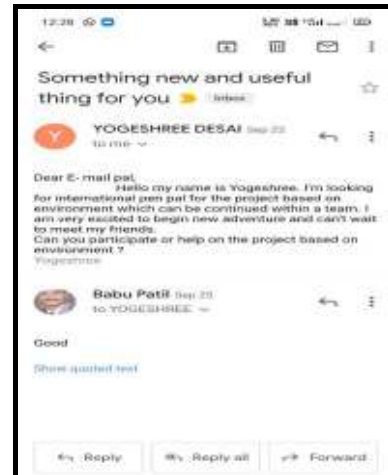 12:28
Something new and useful
thing for you Inbox
Y YOGESHREE DESAI Sep 23
to me
Dear E- mail pal,
Hello my name is Yogeshree. I'm looking
for international pen pal for the project based on
environment which can be continued within a team. I
am very excited to begin new adventure and can't wait
to meet my friends.
Can you participate or help on the project based on
environment ?
Yogeshree
Babu Patil Sep 23
to YOGESHREE
Good
Show quoted text
Reply Reply all Forward